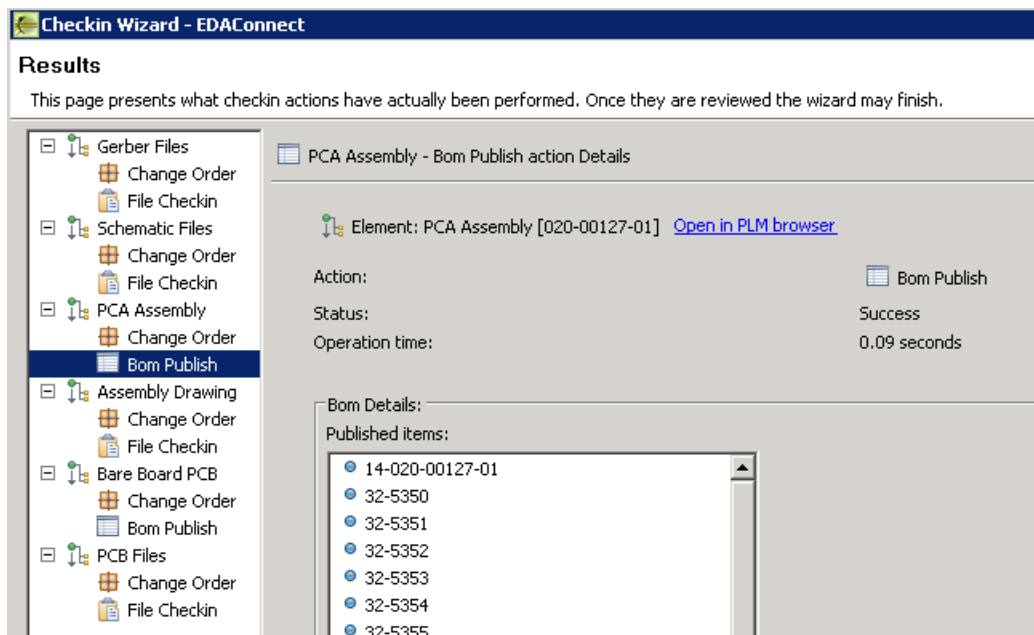 Checkin Wizard - EDAConnect
Results
This page presents what checkin actions have actually been performed. Once they are reviewed the wizard may finish.
Gerber Files
Change Order
File Checkin
Schematic Files
Change Order
File Checkin
PCA Assembly
Change Order
Bom Publish
Assembly Drawing
Change Order
File Checkin
Bare Board PCB
Change Order
Bom Publish
PCB Files
Change Order
File Checkin
PCA Assembly - Bom Publish action Details
Element: PCA Assembly [020-00127-01] Open in PLM browser
Action: Bom Publish
Status: Success
Operation time: 0.09 seconds
Bom Details:
Published items:
14-020-00127-01
32-5350
32-5351
32-5352
32-5353
32-5354
32-5355